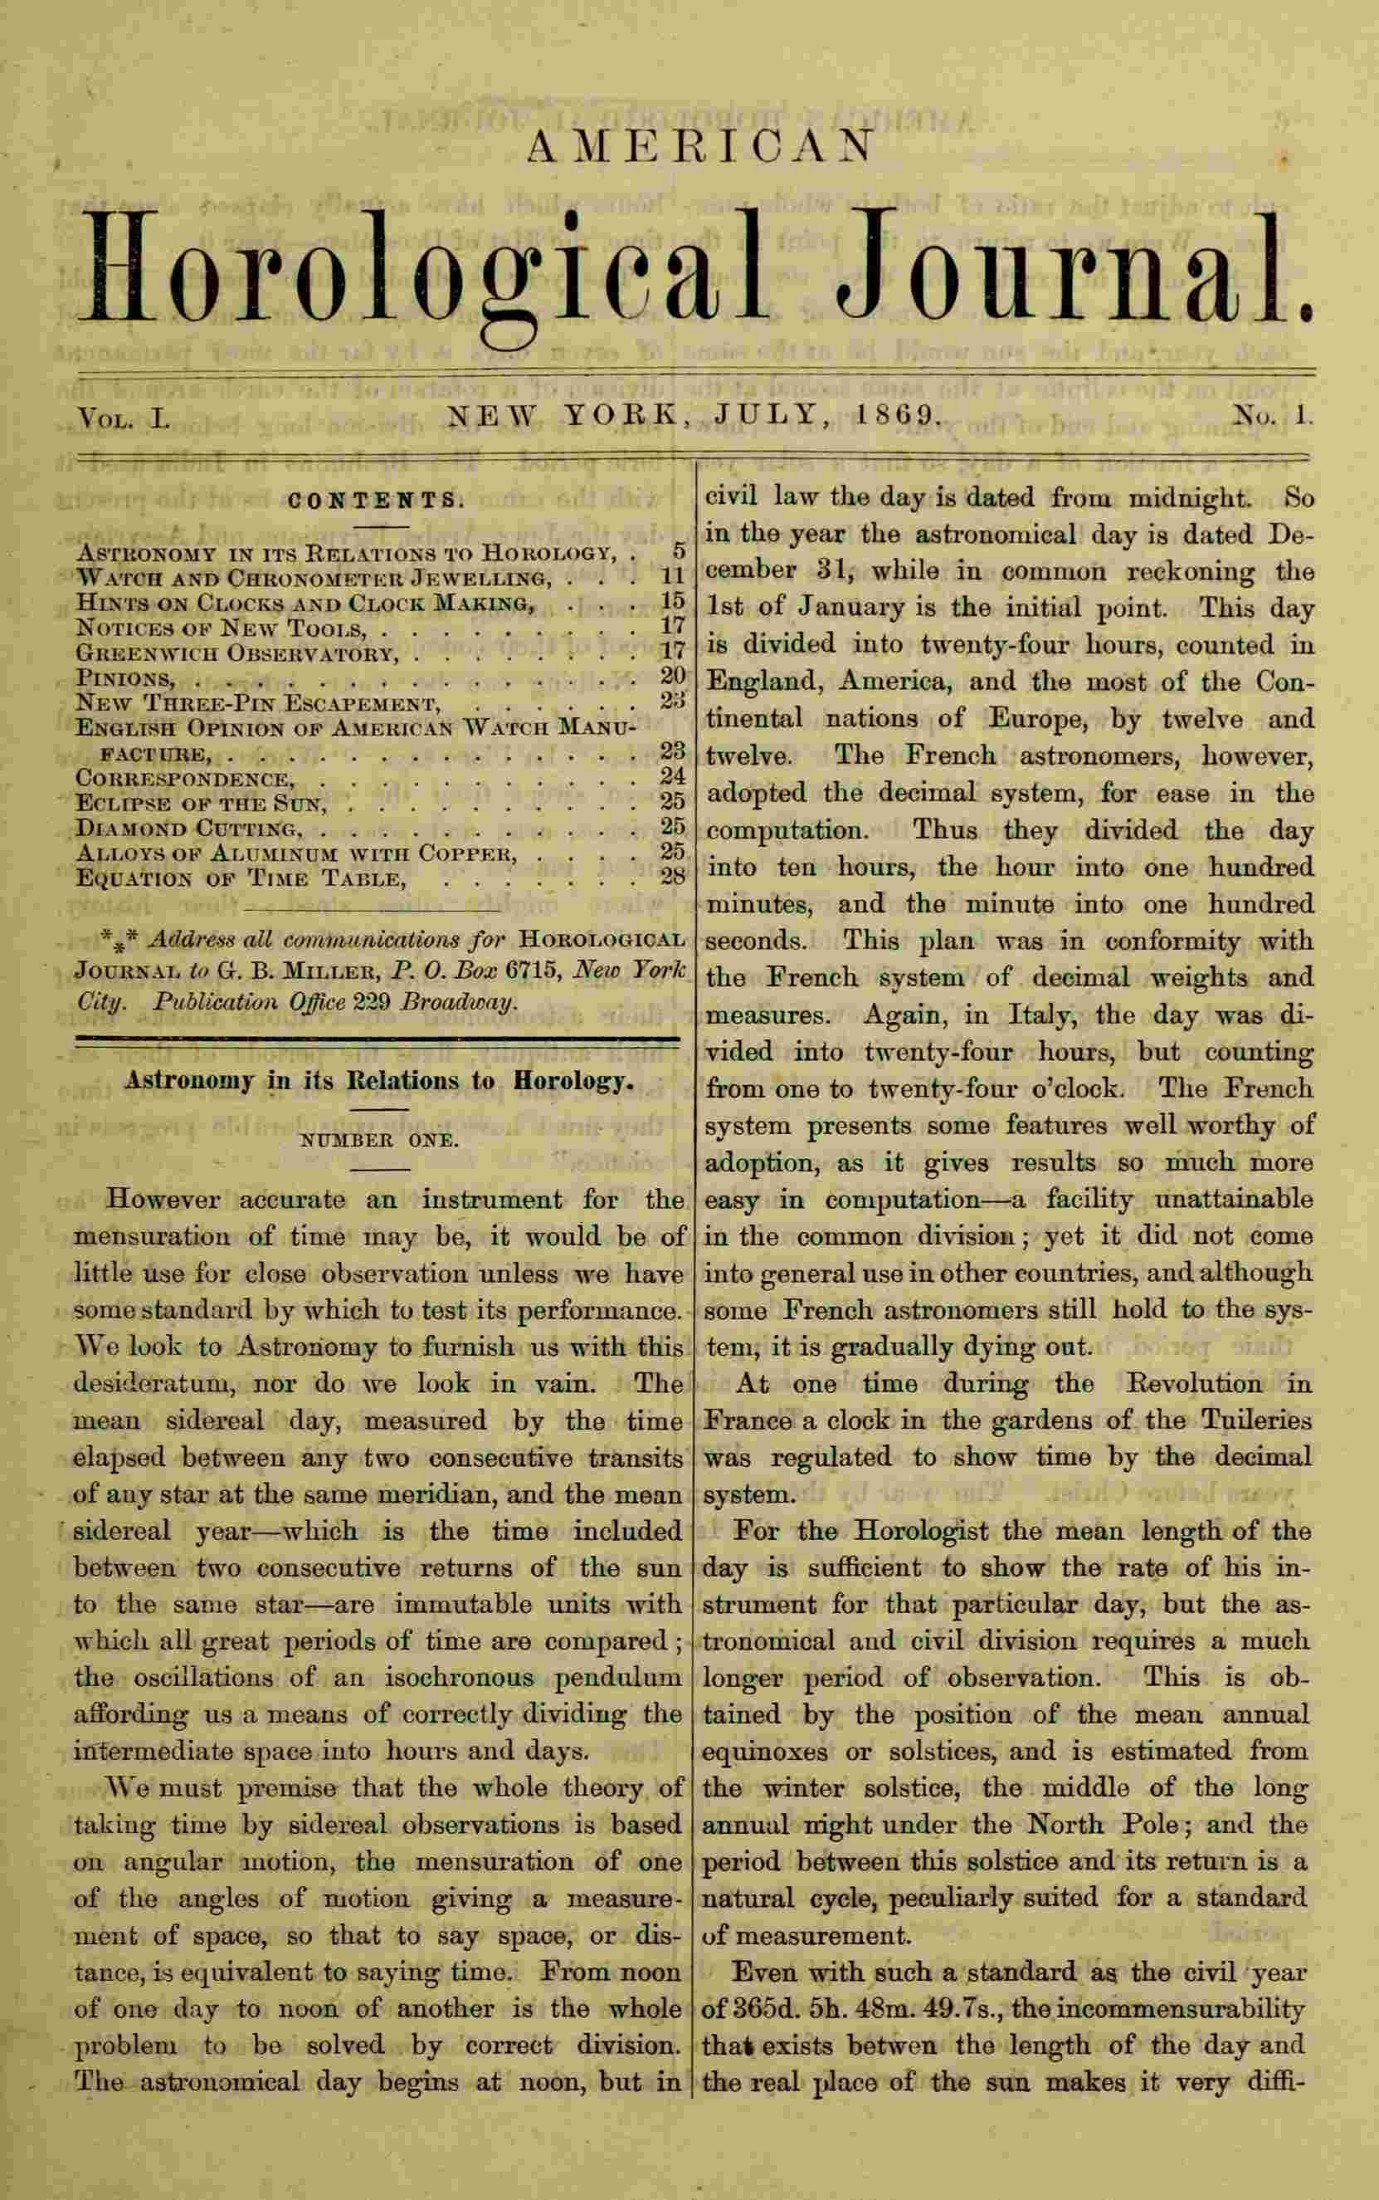 AMERICAN
Horological Journal.
VOL. I.
NEW YORK, JULY, 1869.
No. 1.
CONTENTS.
ASTRONOMY IN ITS RELATIONS TO HOROLOGY, . 5
WATCH AND CHRONOMETER JEWELLING, . . . 11
HINTS ON CLOCKS AND CLOCK MAKING, . . . 15
NOTICES OF NEW TOOLS, . . . . . . . . . 17
GREENWICH OBSERVATORY, . . . . . . . . 17
PINIONS, . . . . . . . . . . . . . . . 20
NEW THREE-PIN ESCAPEMENT, . . . . . . 23
ENGLISH OPINION OF AMERICAN WATCH MANU-
FACTURE, . . . . . . . . . . . . . . 23
CORRESPONDENCE, . . . . . . . . . . . 24
ECLIPSE OF THE SUN, . . . . . . . . . . 25
DIAMOND CUTTING, . . . . . . . . . . . 25
ALLOYS OF ALUMINUM WITH COPPER, . . . . 25
EQUATION OF TIME TABLE, . . . . . . . 28
*** Address all communications for HOROLOGICAL
JOURNAL to G. B. MILLER, P. O. Box 6715, New York
City. Publication Office 229 Broadway.
Astronomy in its Relations to Horology.
NUMBER ONE.
However accurate an instrument for the
mensuration of time may be, it would be of
little use for close observation unless we have
some standard by which to test its performance.
We look to Astronomy to furnish us with this
desideratum, nor do we look in vain. The
mean sidereal day, measured by the time
elapsed between any two consecutive transits
of any star at the same meridian, and the mean
sidereal year—which is the time included
between two consecutive returns of the sun
to the same star—are immutable units with
which all great periods of time are compared;
the oscillations of an isochronous pendulum
affording us a means of correctly dividing the
intermediate space into hours and days.
We must premise that the whole theory of
taking time by sidereal observations is based
on angular motion, the mensuration of one
of the angles of motion giving a measure-
ment of space, so that to say space, or dis-
tance, is equivalent to saying time. From noon
of one day to noon of another is the whole
problem to be solved by correct division.
The astronomical day begins at noon, but in
civil law the day is dated from midnight. So
in the year the astronomical day is dated De-
cember 31, while in common reckoning the
1st of January is the initial point. This day
is divided into twenty-four hours, counted in
England, America, and the most of the Con-
tinental nations of Europe, by twelve and
twelve. The French astronomers, however,
adopted the decimal system, for ease in the
computation. Thus they divided the day
into ten hours, the hour into one hundred
minutes, and the minute into one hundred
seconds. This plan was in conformity with
the French system of decimal weights and
measures. Again, in Italy, the day was di-
vided into twenty-four hours, but counting
from one to twenty-four o'clock. The French
system presents some features well worthy of
adoption, as it gives results so much more
easy in computation—a facility unattainable
in the common division; yet it did not come
into general use in other countries, and although
some French astronomers still hold to the sys-
tem, it is gradually dying out.
At one time during the Revolution in
France a clock in the gardens of the Tuileries
was regulated to show time by the decimal
system.
For the Horologist the mean length of the
day is sufficient to show the rate of his in-
strument for that particular day, but the as-
tronomical and civil division requires a much
longer period of observation. This is ob-
tained by the position of the mean annual
equinoxes or solstices, and is estimated from
the winter solstice, the middle of the long
annual night under the North Pole; and the
period between this solstice and its return is a
natural cycle, peculiarly suited for a standard
of measurement.
Even with such a standard as the civil year
of 365d. 5h. 48m. 49.7s., the incommensurability
that exists betwen the length of the day and
the real place of the sun makes it very diffi-